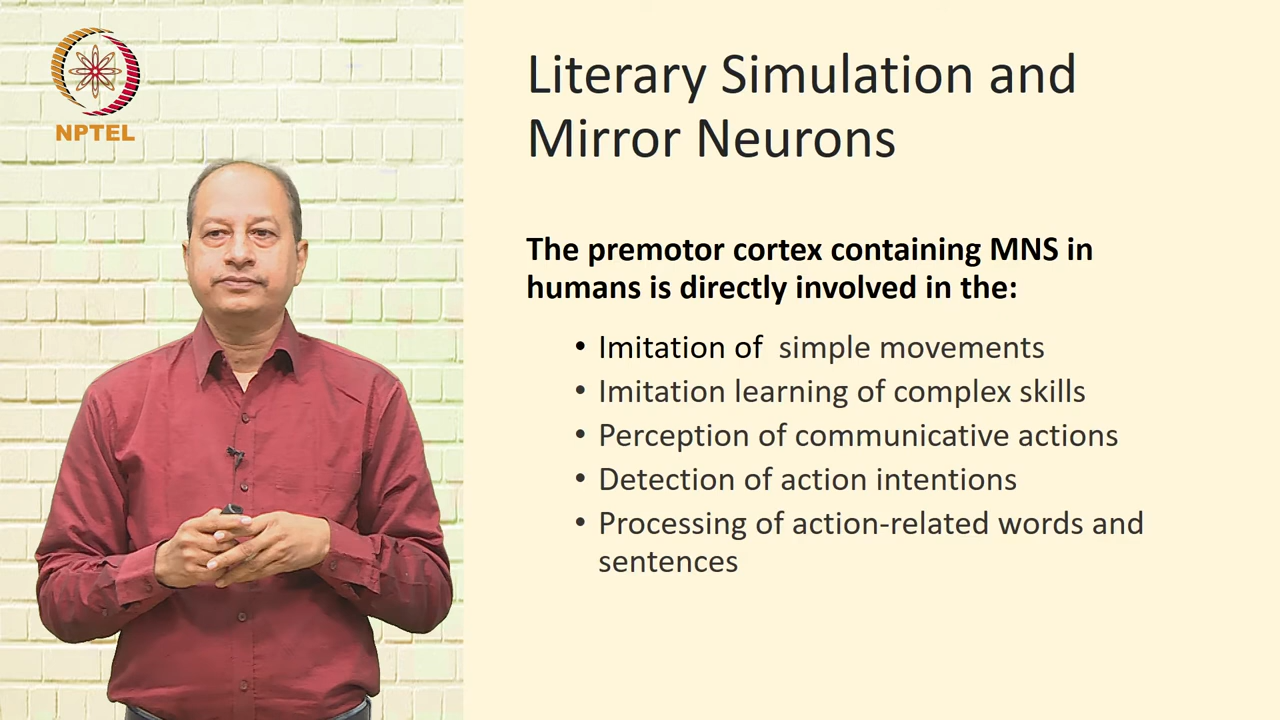 NPTEL
Literary Simulation and
Mirror Neurons
The premotor cortex containing MNS in
humans is directly involved in the:
• Imitation of  simple movements
• Imitation learning of complex skills
• Perception of communicative actions
• Detection of action intentions
• Processing of action-related words and
sentences